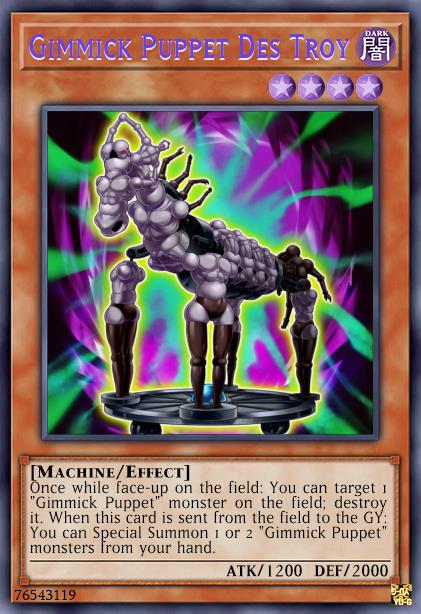 Gimmick Puppet Des Troy
DARK
闇
[Machine/Effect]
Once while face-up on the field: You can target 1
"Gimmick Puppet" monster on the field; destroy
it. When this card is sent from the field to the GY:
You can Special Summon 1 or 2 "Gimmick Puppet"
monsters from your hand.
ATK/1200 DEF/2000
76543119